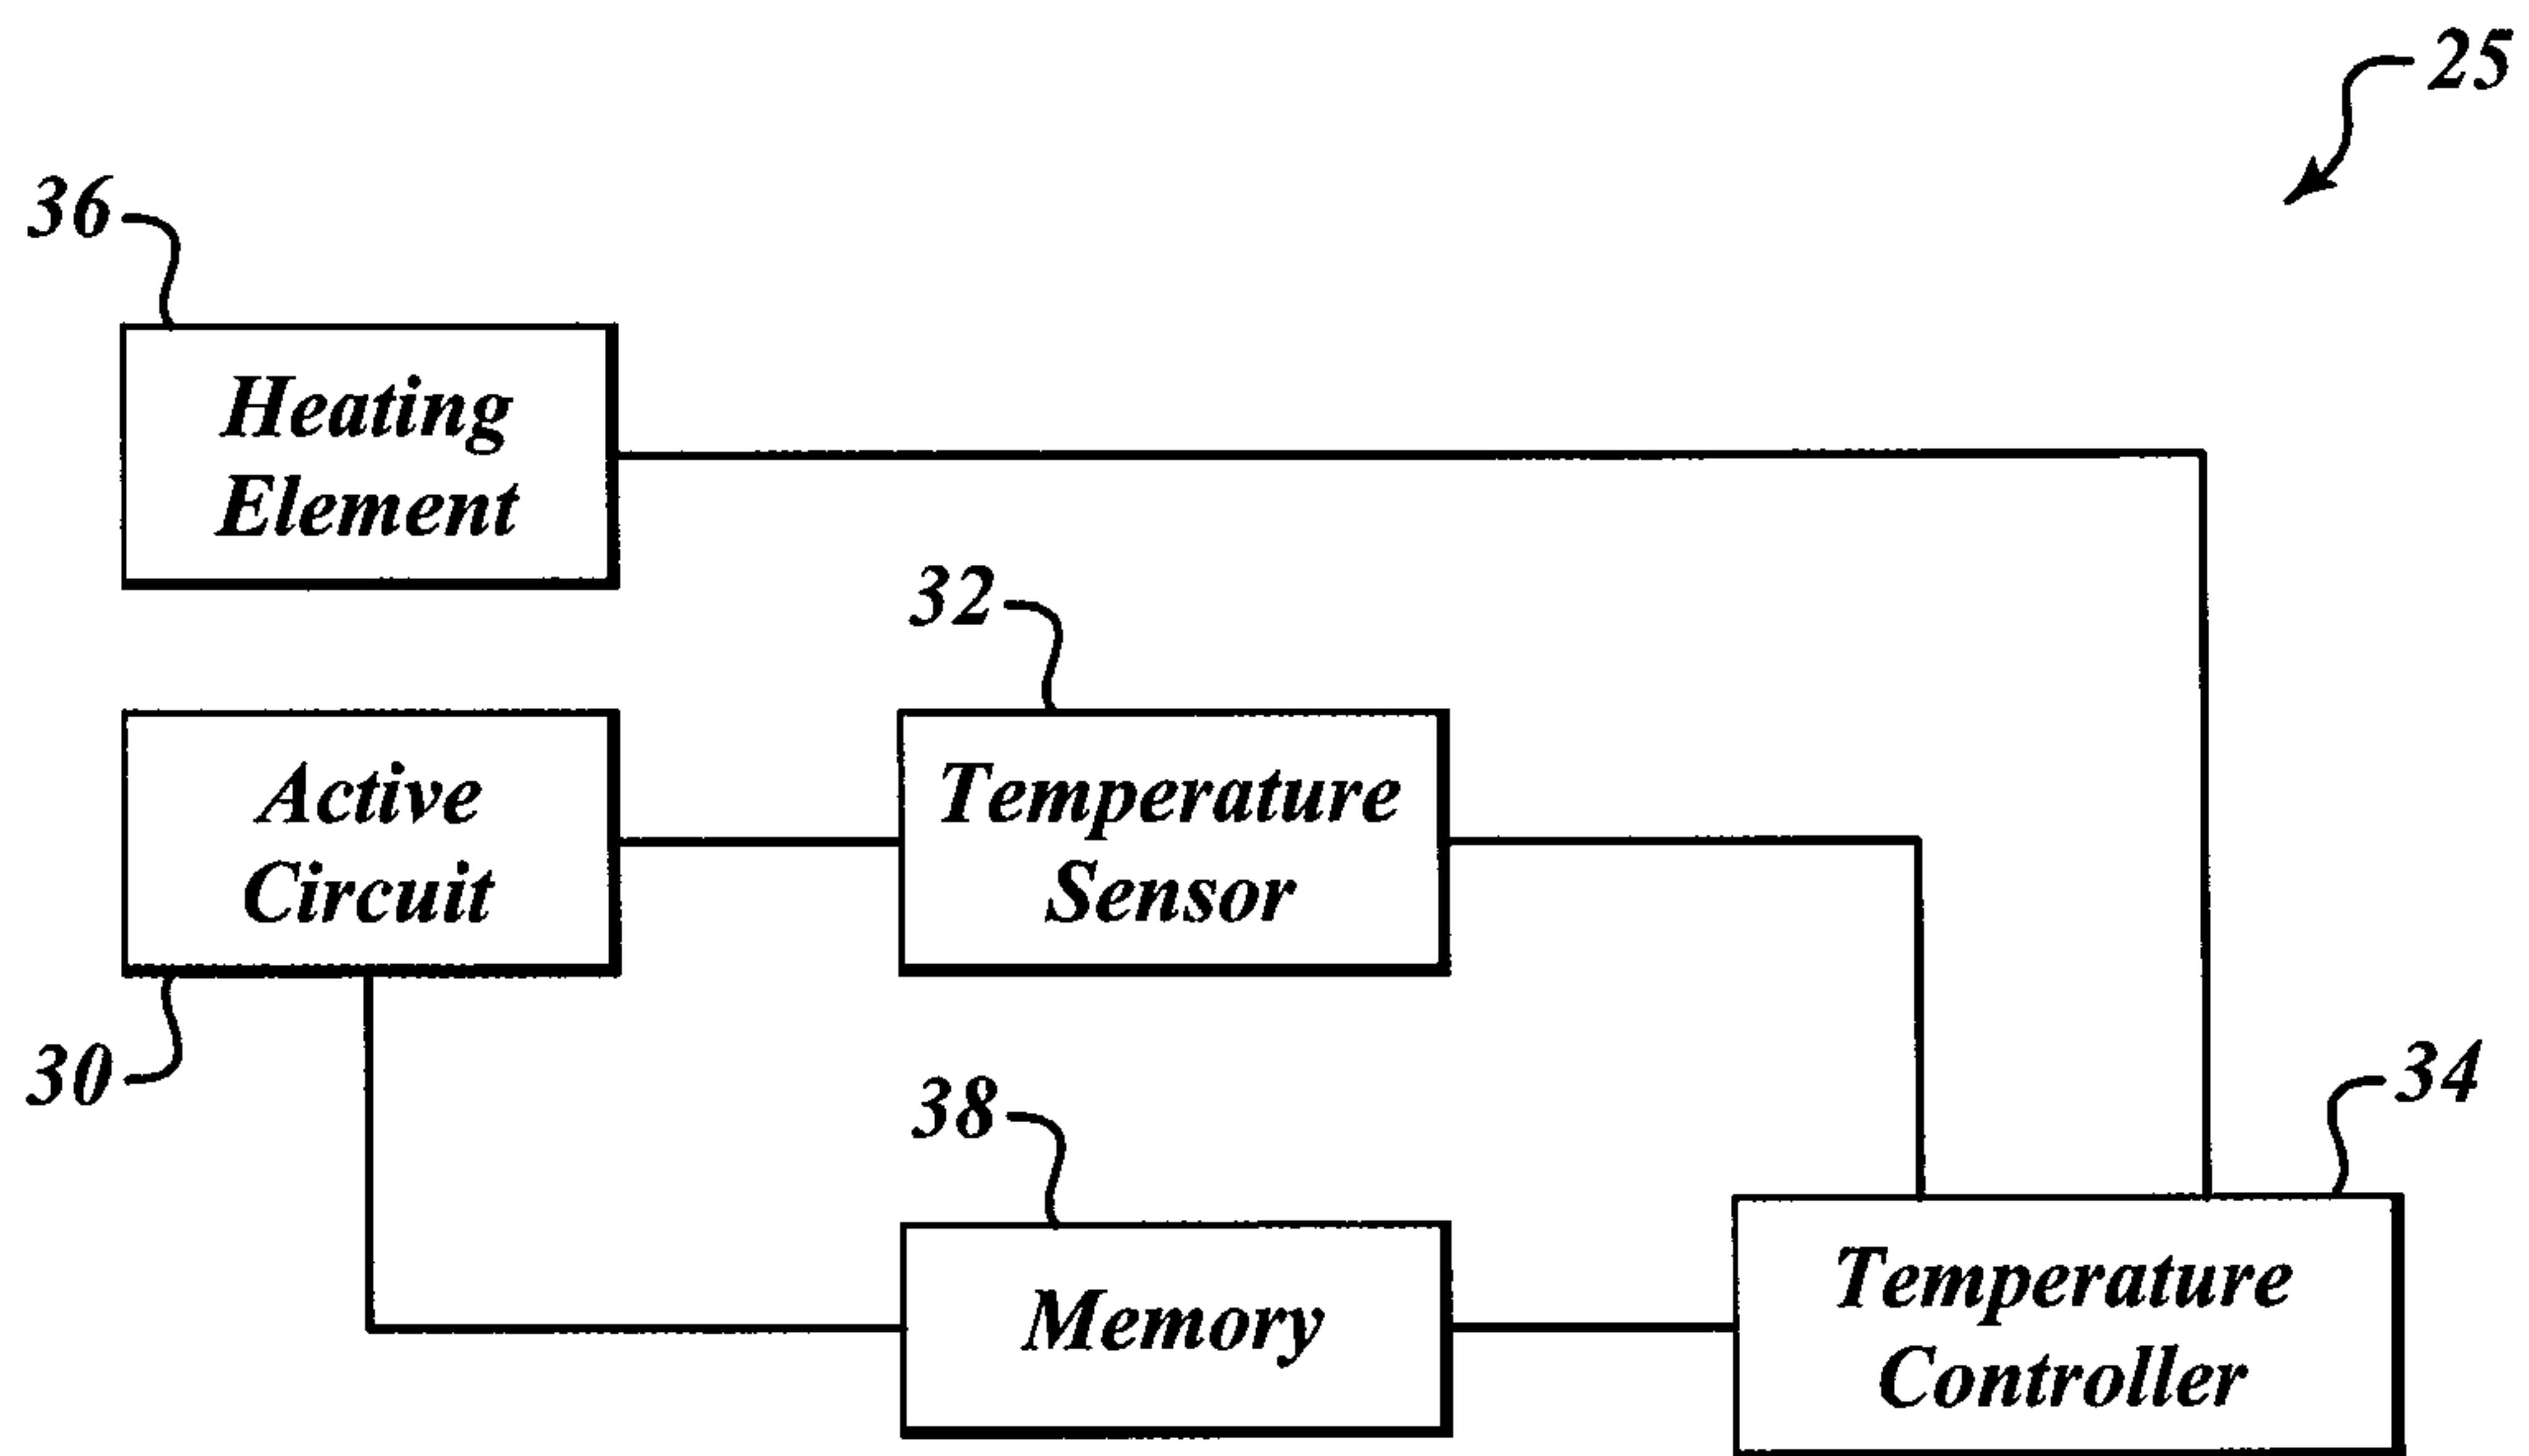 25
36
Heating
Element
32
Active
Circuit
Temperature
Sensor
30
38
34
Memory
Temperature
Controller